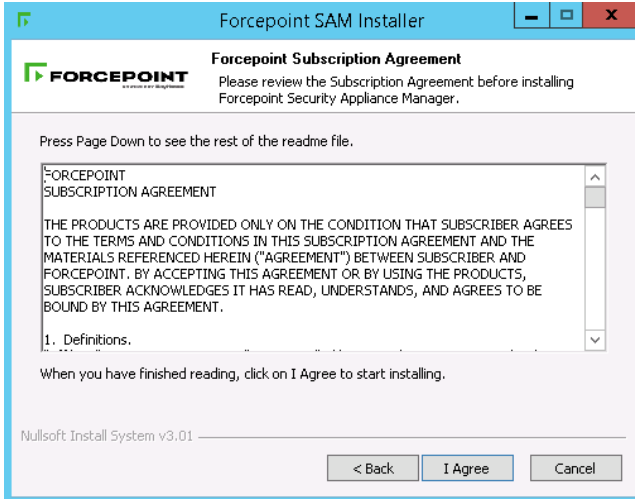 Forcepoint SAM Installer
FORCEPOINT
Forcepoint Subscription Agreement
Please review the Subscription Agreement before installing
Forcepoint Security Appliance Manager.
Press Page Down to see the rest of the readme file.
FORCEPOINT
SUBSCRIPTION AGREEMENT
THE PRODUCTS ARE PROVIDED ONLY ON THE CONDITION THAT SUBSCRIBER AGREES
TO THE TERMS AND CONDITIONS IN THIS SUBSCRIPTION AGREEMENT AND THE
MATERIALS REFERENCED HEREIN ("AGREEMENT") BETWEEN SUBSCRIBER AND
FORCEPOINT. BY ACCEPTING THIS AGREEMENT OR BY USING THE PRODUCTS,
SUBSCRIBER ACKNOWLEDGES IT HAS READ, UNDERSTANDS, AND AGREES TO BE
BOUND BY THIS AGREEMENT.
1. Definitions.
When you have finished reading, click on I Agree to start installing.
Nullsoft Install System v3.01
< Back
I Agree
Cancel